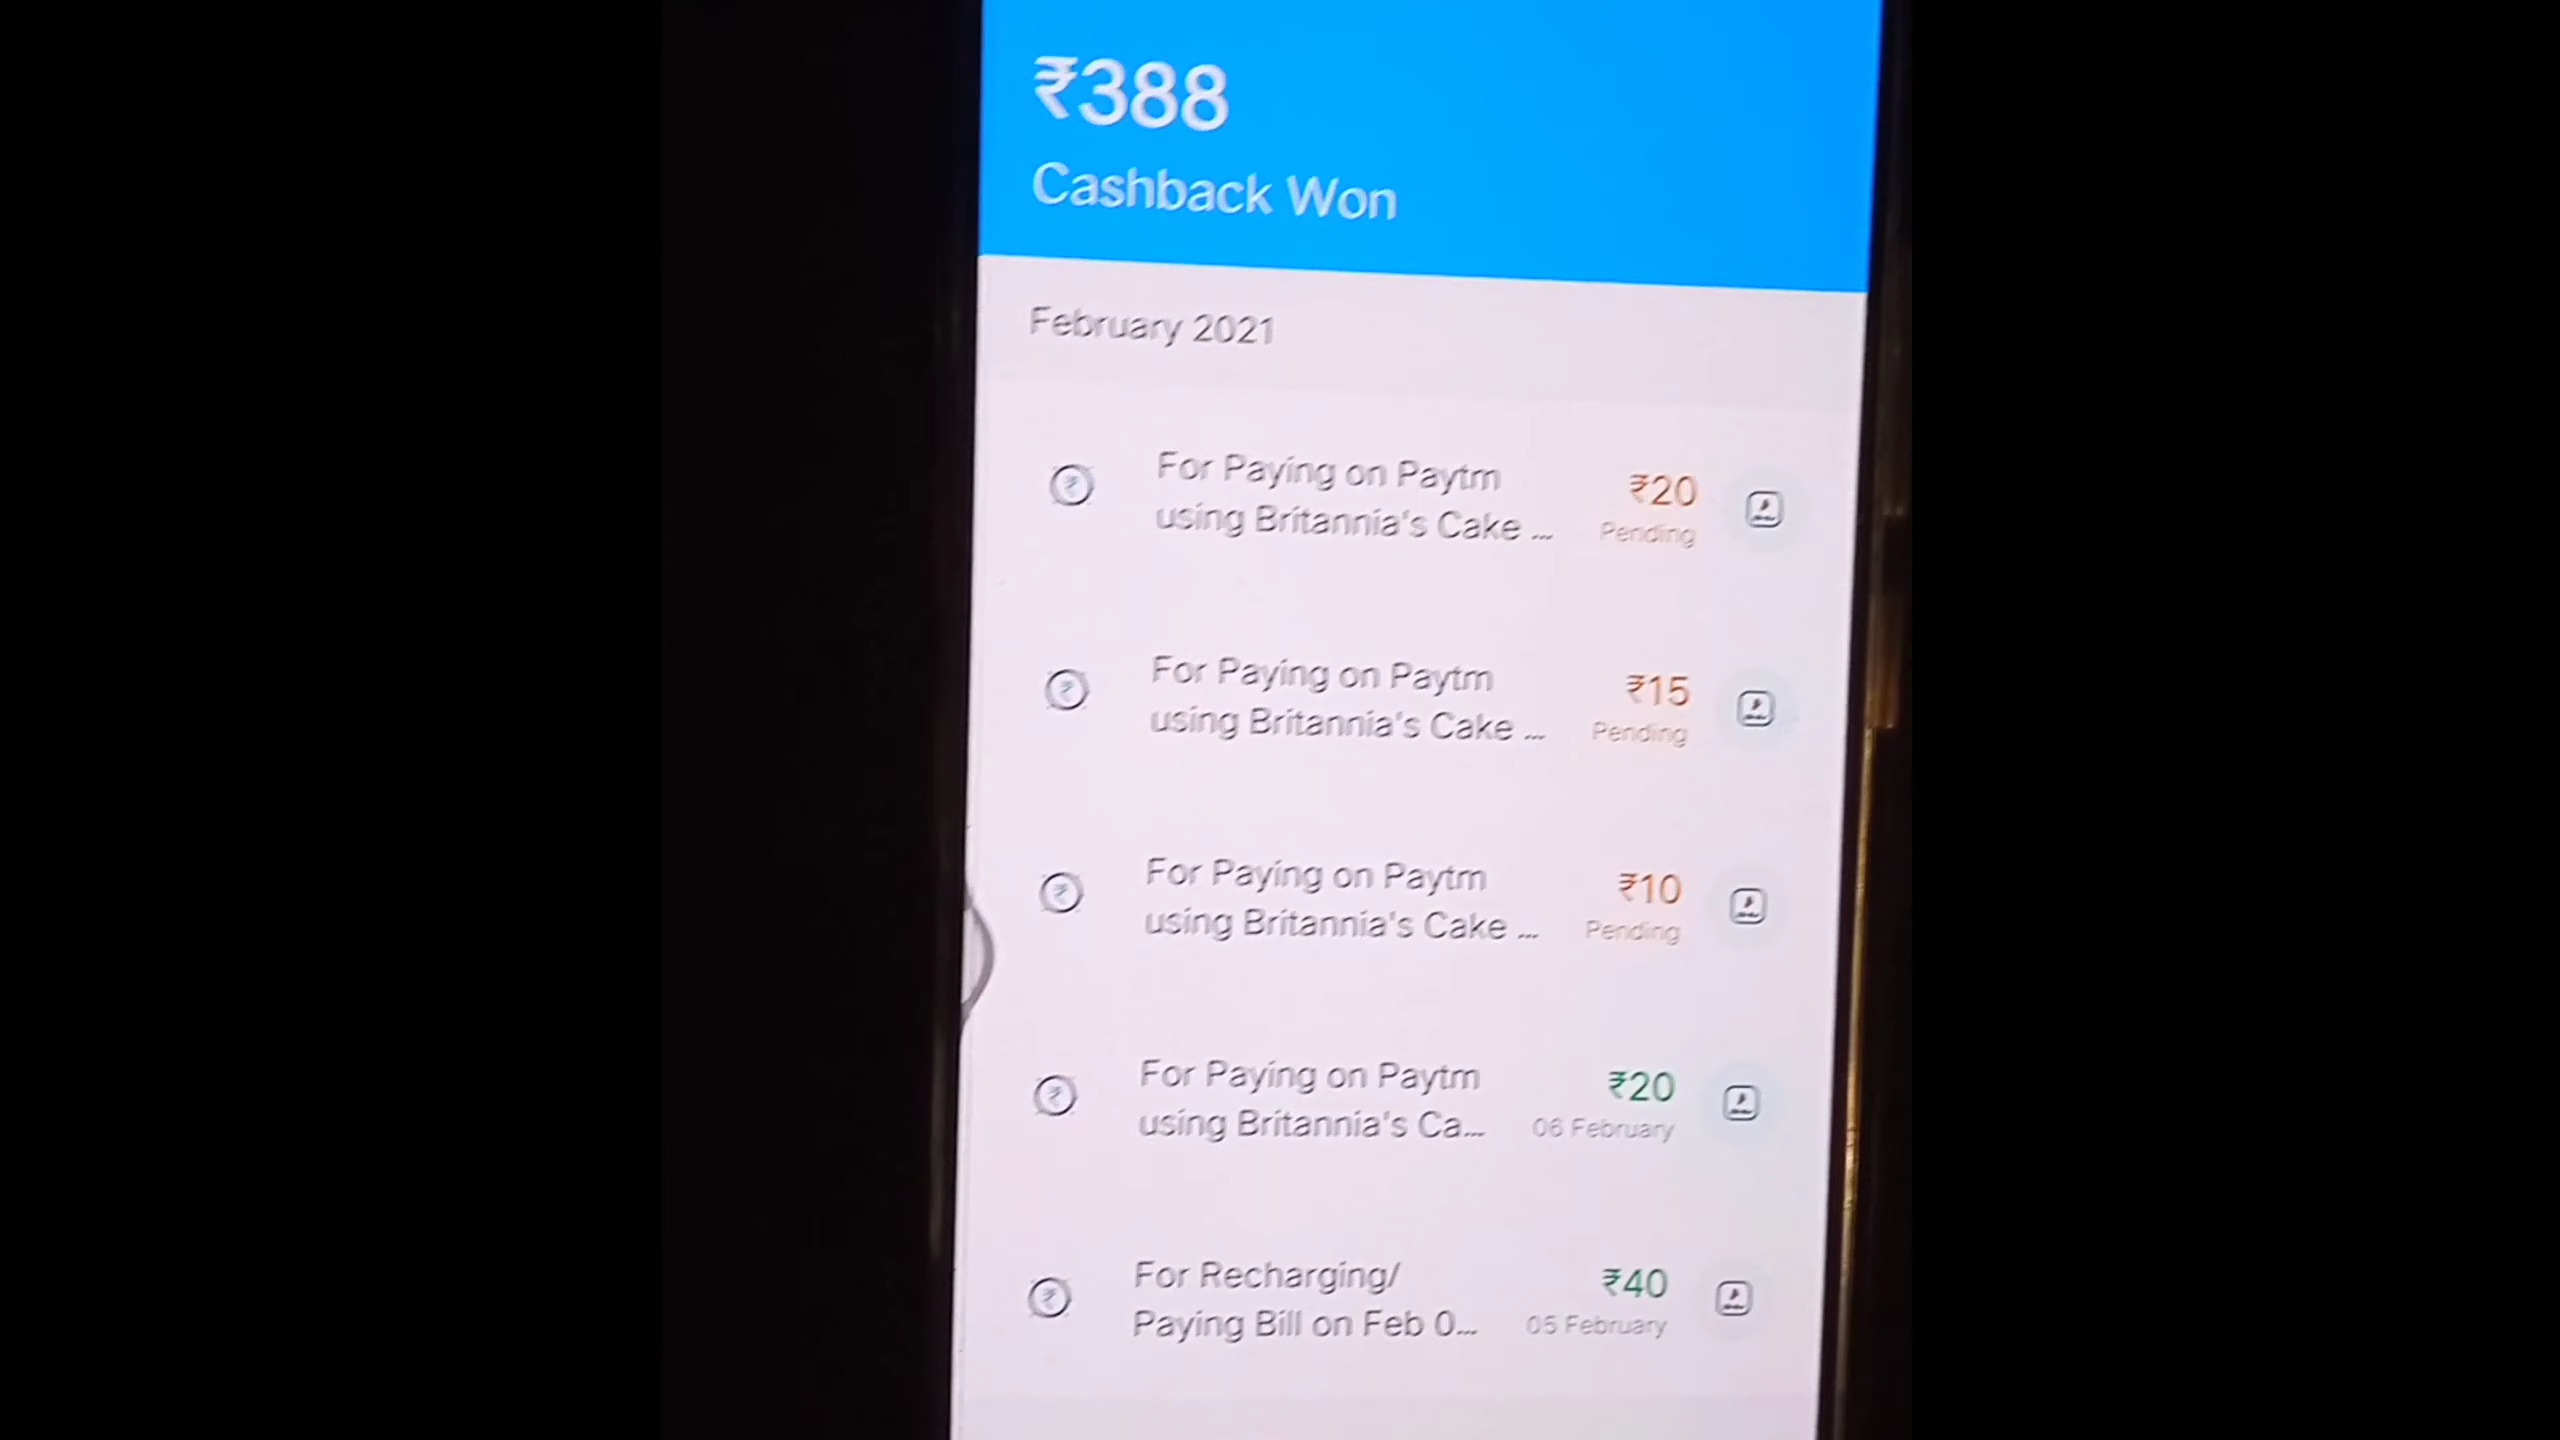 ₹388
Cashback Won
February 2021
For Paying on Paytm
using Britannia's Cake ...
₹20
Pending
For Paying on Paytm
using Britannia's Cake ...
₹15
Pending
For Paying on Paytm
using Britannia's Cake ...
₹10
Pending
For Paying on Paytm
using Britannia's Ca...
₹20
06 February
For Recharging/
Paying Bill on Feb 0...
₹40
05 February